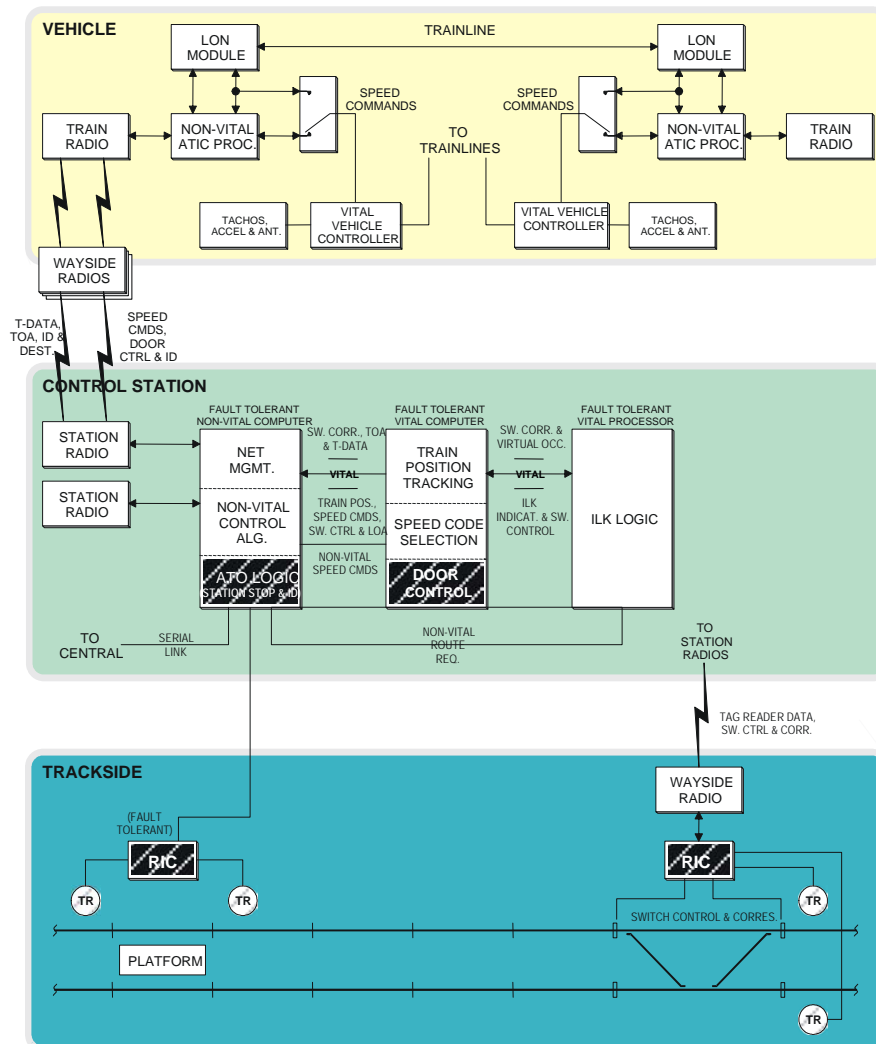 VEHICLE
TRAINLINE
LON
MODULE
LON
MODULE
SPEED
COMMANDS
SPEED
COMMANDS
TRAIN
RADIO
NON-VITAL
ATIC PROC.
TO
TRAINLINES
NON-VITAL
ATIC PROC.
TRAIN
RADIO
TACHOS,
ACCEL & ANT.
VITAL
VEHICLE
CONTROLLER
VITAL VEHICLE
CONTROLLER
TACHOS,
ACCEL & ANT.
WAYSIDE
RADIOS
T-DATA,
TOA, ID &
DEST.
SPEED
CMDS,
DOOR
CTRL & ID
CONTROL STATION
FAULT TOLERANT
NON-VITAL COMPUTER
FAULT TOLERANT
VITAL COMPUTER
FAULT TOLERANT
VITAL PROCESSOR
STATION
RADIO
STATION
RADIO
NET
MGMT.
NON-VITAL
CONTROL
ALG.
ATO LOGIC
(STATION STOP & ID)
SW. CORR., TOA
& T-DATA
VITAL
TRAIN POS.,
SPEED CMDS,
SW. CTRL & LOA
NON-VITAL
SPEED CMDS
TRAIN
POSITION
TRACKING
SPEED CODE
SELECTION
DOOR
CONTROL
SW. CORR. &
VIRTUAL OCC.
VITAL
ILK
INDICAT. & SW.
CONTROL
ILK LOGIC
TO
CENTRAL
SERIAL
LINK
NON-VITAL
ROUTE
REQ.
TO
STATION
RADIOS
TAG READER DATA,
SW. CTRL & CORR.
TRACKSIDE
WAYSIDE
RADIO
(FAULT
TOLERANT)
RIC
RIC
TR
TR
TR
SWITCH CONTROL & CORRES.
PLATFORM
TR